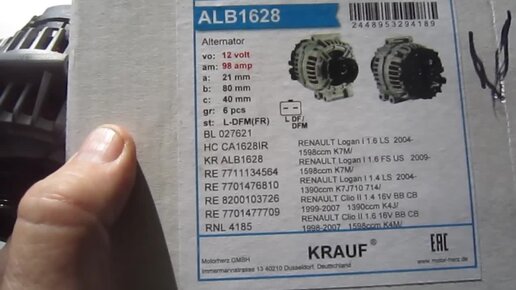 ALB1628
2448953294189
Alternator
vo: 12 volt
am: 98 amp
a: 21 mm
b: 80 mm
c: 40 mm
gr: 6 pcs
st: L-DFM(FR)
L DF/
DFM
BL 027621
HC CA1628IR
KR ALB1628
RE 7711134564
RE 7701476810
RE 8200103726
RE 7701477709
RNL 4185
RENAULT Logan I 1.6 LS 2004-
1598ccm K7M/
RENAULT Logan I 1.6 FS US 2009-
1598ccm K7M/
RENAULT Logan I 1.4 LS 2004-
1390ccm K7J710 714/
RENAULT Clio II 1.4 16V BB CB
1999-2007 1390ccm K4J/
RENAULT Clio II 1.6 16V BB CB
1998-2007 1598ccm K4M/
Motorherz GMBH
Immermannstrasse 13 40210 Dusseldorf, Deutschland
KRAUF®
EAC
www.motor-herz.com